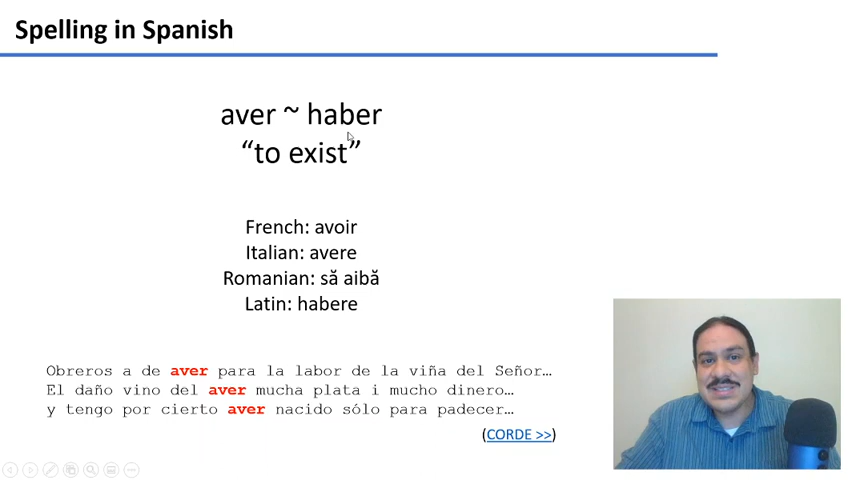 Spelling in Spanish
aver ~ haber
“to exist”
French: avoir
Italian: avere
Romanian: să aibă
Latin: habere
Obreros a de aver para la labor de la viña del Señor…
El daño vino del aver mucha plata i mucho dinero…
y tengo por cierto aver nacido sólo para padecer…
(CORDE >>)